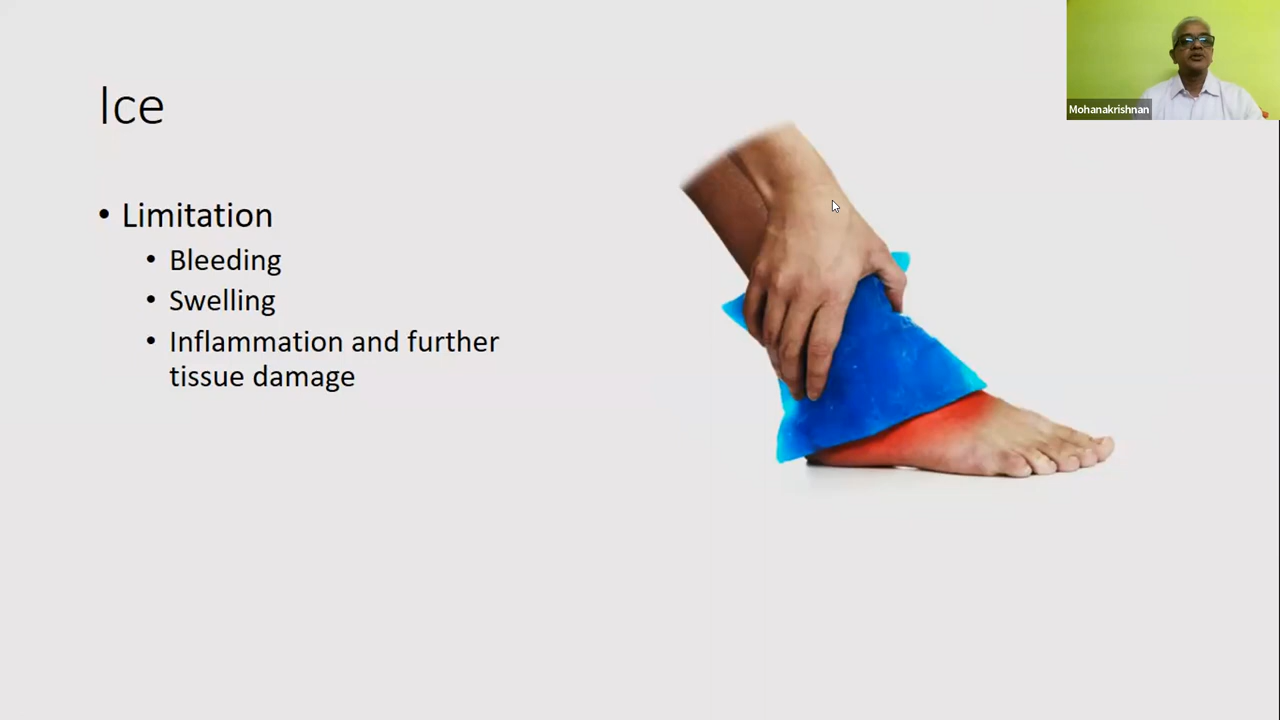 Ice
• Limitation
• Bleeding
• Swelling
• Inflammation and further
tissue damage
Mohanakrishnan